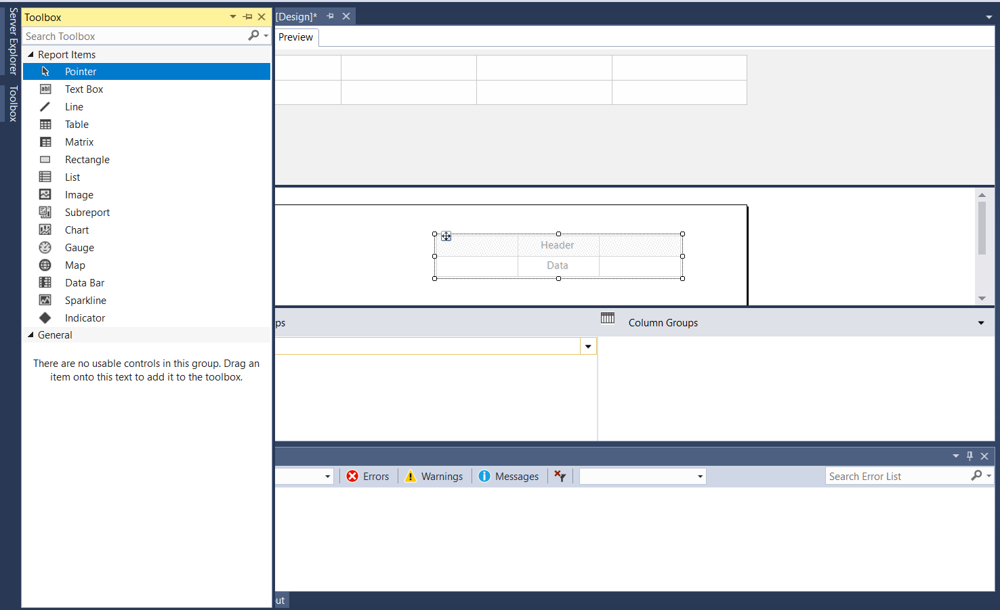 Server Explorer
Toolbox
Toolbox
Search Toolbox
Report Items
Pointer
abl
Text Box
Line
Table
Matrix
Rectangle
List
Image
Subreport
Chart
Gauge
Map
Data Bar
Sparkline
Indicator
General
There are no usable controls in this group. Drag an
item onto this text to add it to the toolbox.
[Design]*
Preview
Header
Data
ps
Column Groups
Errors
Warnings
Messages
Search Error List
out